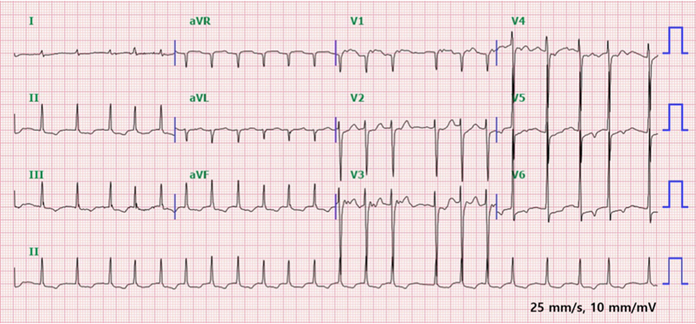 I aVR V1 V4
II aVL V2 V5
III aVF V3 V6
II
25 mm/s, 10 mm/mV